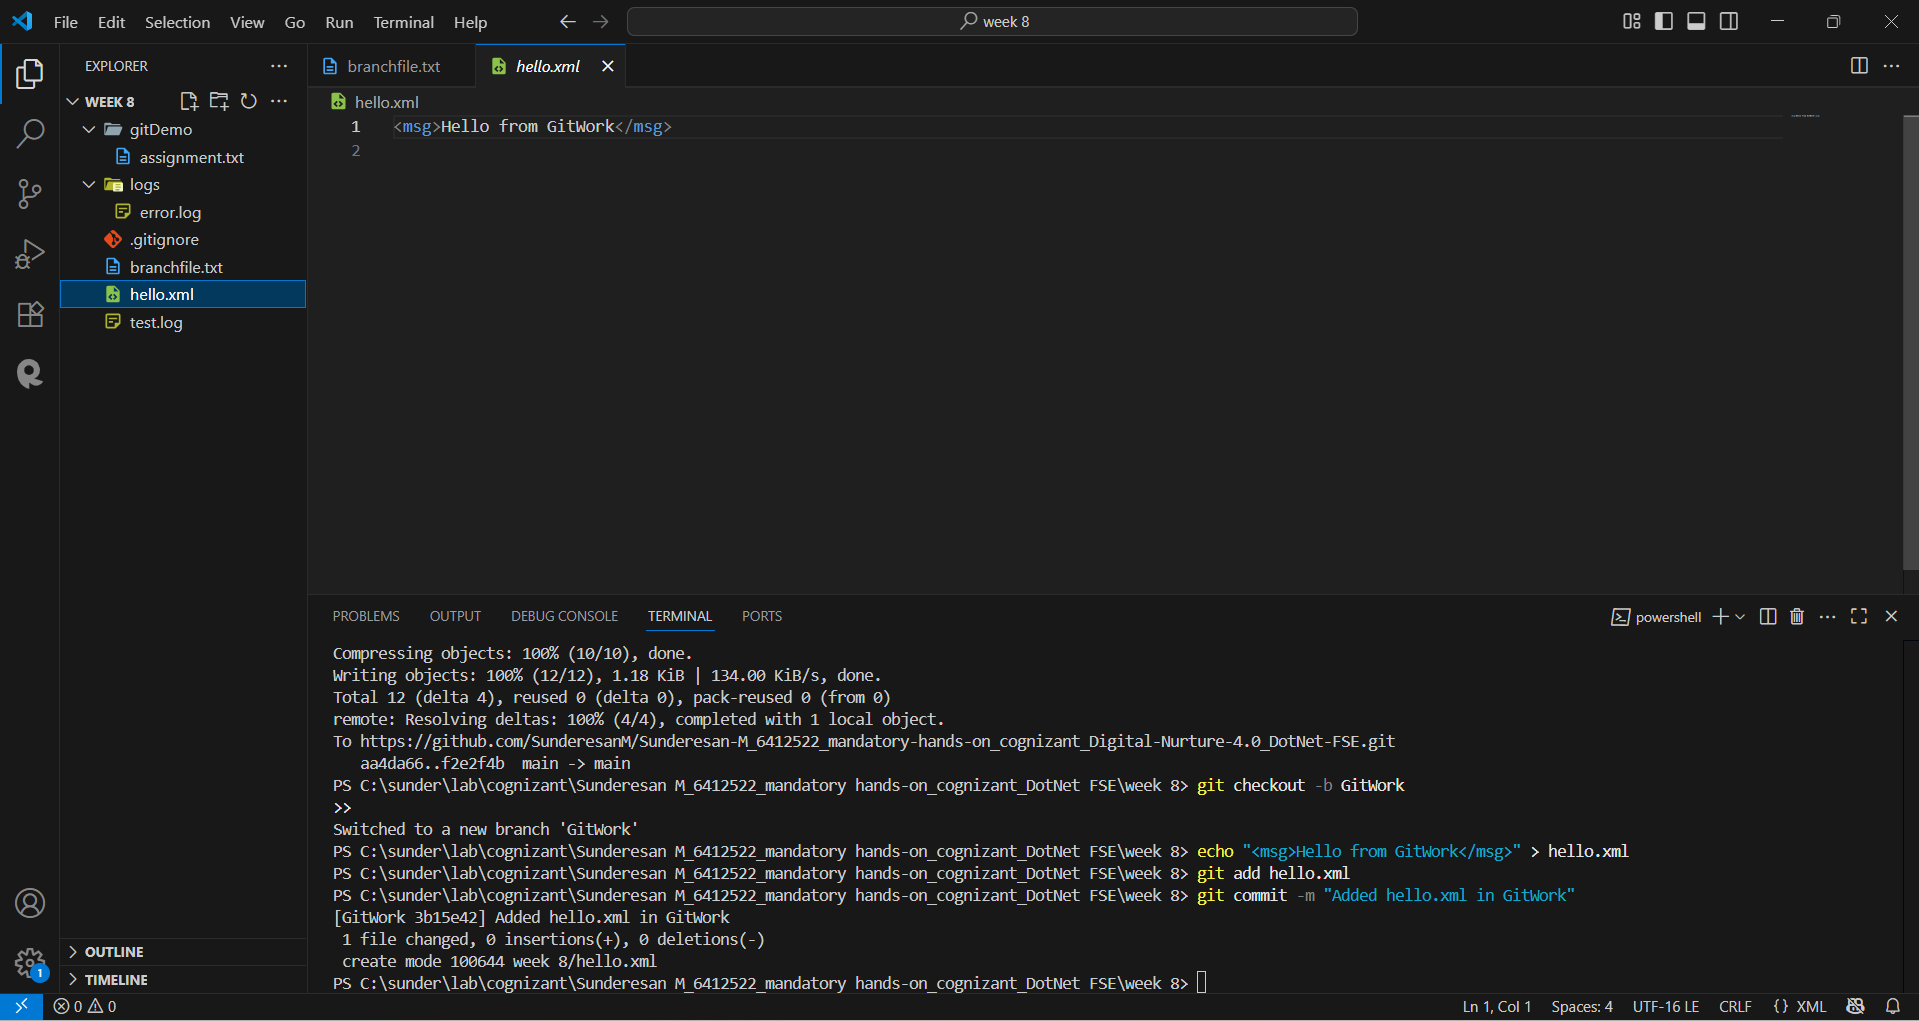 File Edit Selection View Go Run Terminal Help
week 8
EXPLORER
WEEK 8
gitDemo
assignment.txt
logs
error.log
.gitignore
branchfile.txt
hello.xml
test.log
OUTLINE
TIMELINE
branchfile.txt
hello.xml
hello.xml
1 <msg>Hello from GitWork</msg>
2
PROBLEMS OUTPUT DEBUG CONSOLE TERMINAL PORTS
powershell
Compressing objects: 100% (10/10), done.
Writing objects: 100% (12/12), 1.18 KiB | 134.00 KiB/s, done.
Total 12 (delta 4), reused 0 (delta 0), pack-reused 0 (from 0)
remote: Resolving deltas: 100% (4/4), completed with 1 local object.
To https://github.com/SunderesanM/Sunderesan-M_6412522_mandatory-hands-on_cognizant_Digital-Nurture-4.0_DotNet-FSE.git
aa4da66..f2e2f4b  main -> main
PS C:\sunder\lab\cognizant\Sunderesan M_6412522_mandatory hands-on_cognizant_DotNet FSE\week 8> git checkout -b GitWork
>>
Switched to a new branch 'GitWork'
PS C:\sunder\lab\cognizant\Sunderesan M_6412522_mandatory hands-on_cognizant_DotNet FSE\week 8> echo "<msg>Hello from GitWork</msg>" > hello.xml
PS C:\sunder\lab\cognizant\Sunderesan M_6412522_mandatory hands-on_cognizant_DotNet FSE\week 8> git add hello.xml
PS C:\sunder\lab\cognizant\Sunderesan M_6412522_mandatory hands-on_cognizant_DotNet FSE\week 8> git commit -m "Added hello.xml in GitWork"
[GitWork 3b15e42] Added hello.xml in GitWork
1 file changed, 0 insertions(+), 0 deletions(-)
create mode 100644 week 8/hello.xml
PS C:\sunder\lab\cognizant\Sunderesan M_6412522_mandatory hands-on_cognizant_DotNet FSE\week 8>
1
0 0
Ln 1, Col 1 Spaces: 4 UTF-16 LE CRLF {} XML